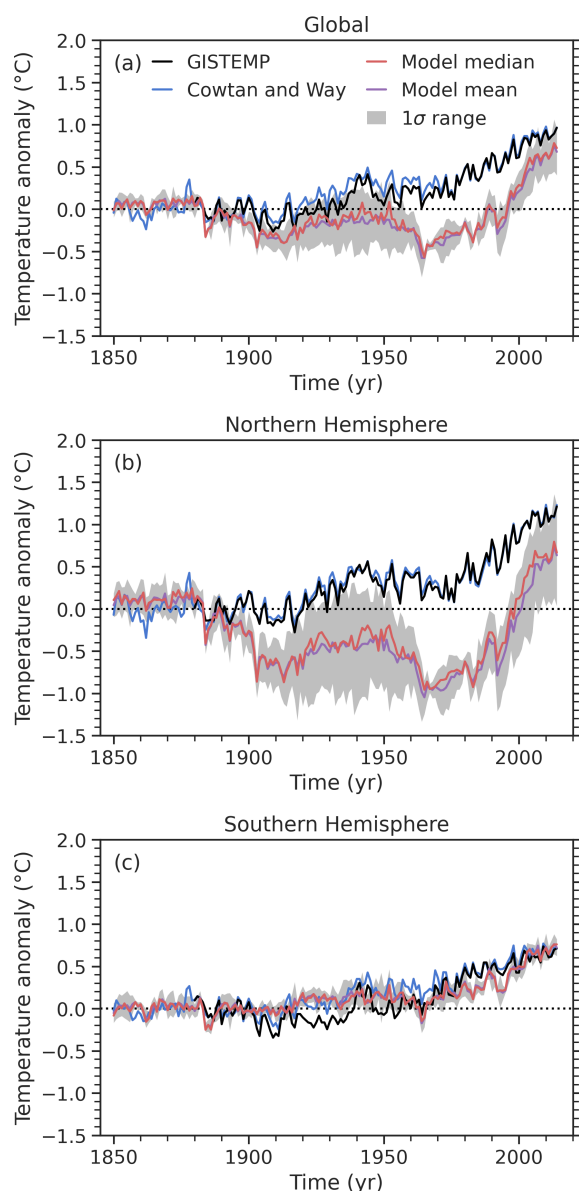 Global
2.0
1.5
1.0
0.5
0.0
−0.5
−1.0
−1.5
Temperature anomaly (°C)
(a)
GISTEMP
Cowtan and Way
Model median
Model mean
1σ range
1850
1900
1950
2000
Time (yr)
Northern Hemisphere
2.0
1.5
1.0
0.5
0.0
−0.5
−1.0
−1.5
Temperature anomaly (°C)
(b)
1850
1900
1950
2000
Time (yr)
Southern Hemisphere
2.0
1.5
1.0
0.5
0.0
−0.5
−1.0
−1.5
Temperature anomaly (°C)
(c)
1850
1900
1950
2000
Time (yr)